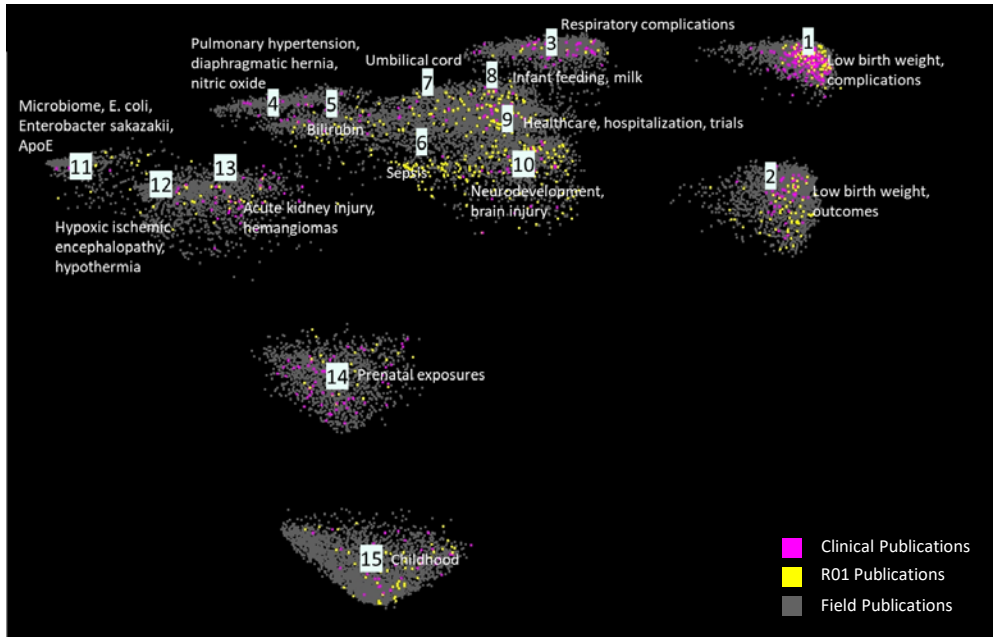 Respiratory complications
3
1
Low birth weight,
complications
Pulmonary hypertension,
diaphragmatic hernia,
nitric oxide
Umbilical cord
7
8
Infant feeding, milk
4
5
Bilirubin
9
Healthcare, hospitalization, trials
6
Microbiome, E. coli,
Enterobacter sakazakii,
ApoE
11
12
13
Sepsis
10
Neurodevelopment,
brain injury
2
Low birth weight,
outcomes
Acute kidney injury,
hemangiomas
Hypoxic ischemic
encephalopathy,
hypothermia
14
Prenatal exposures
15
Childhood
Clinical Publications
R01 Publications
Field Publications